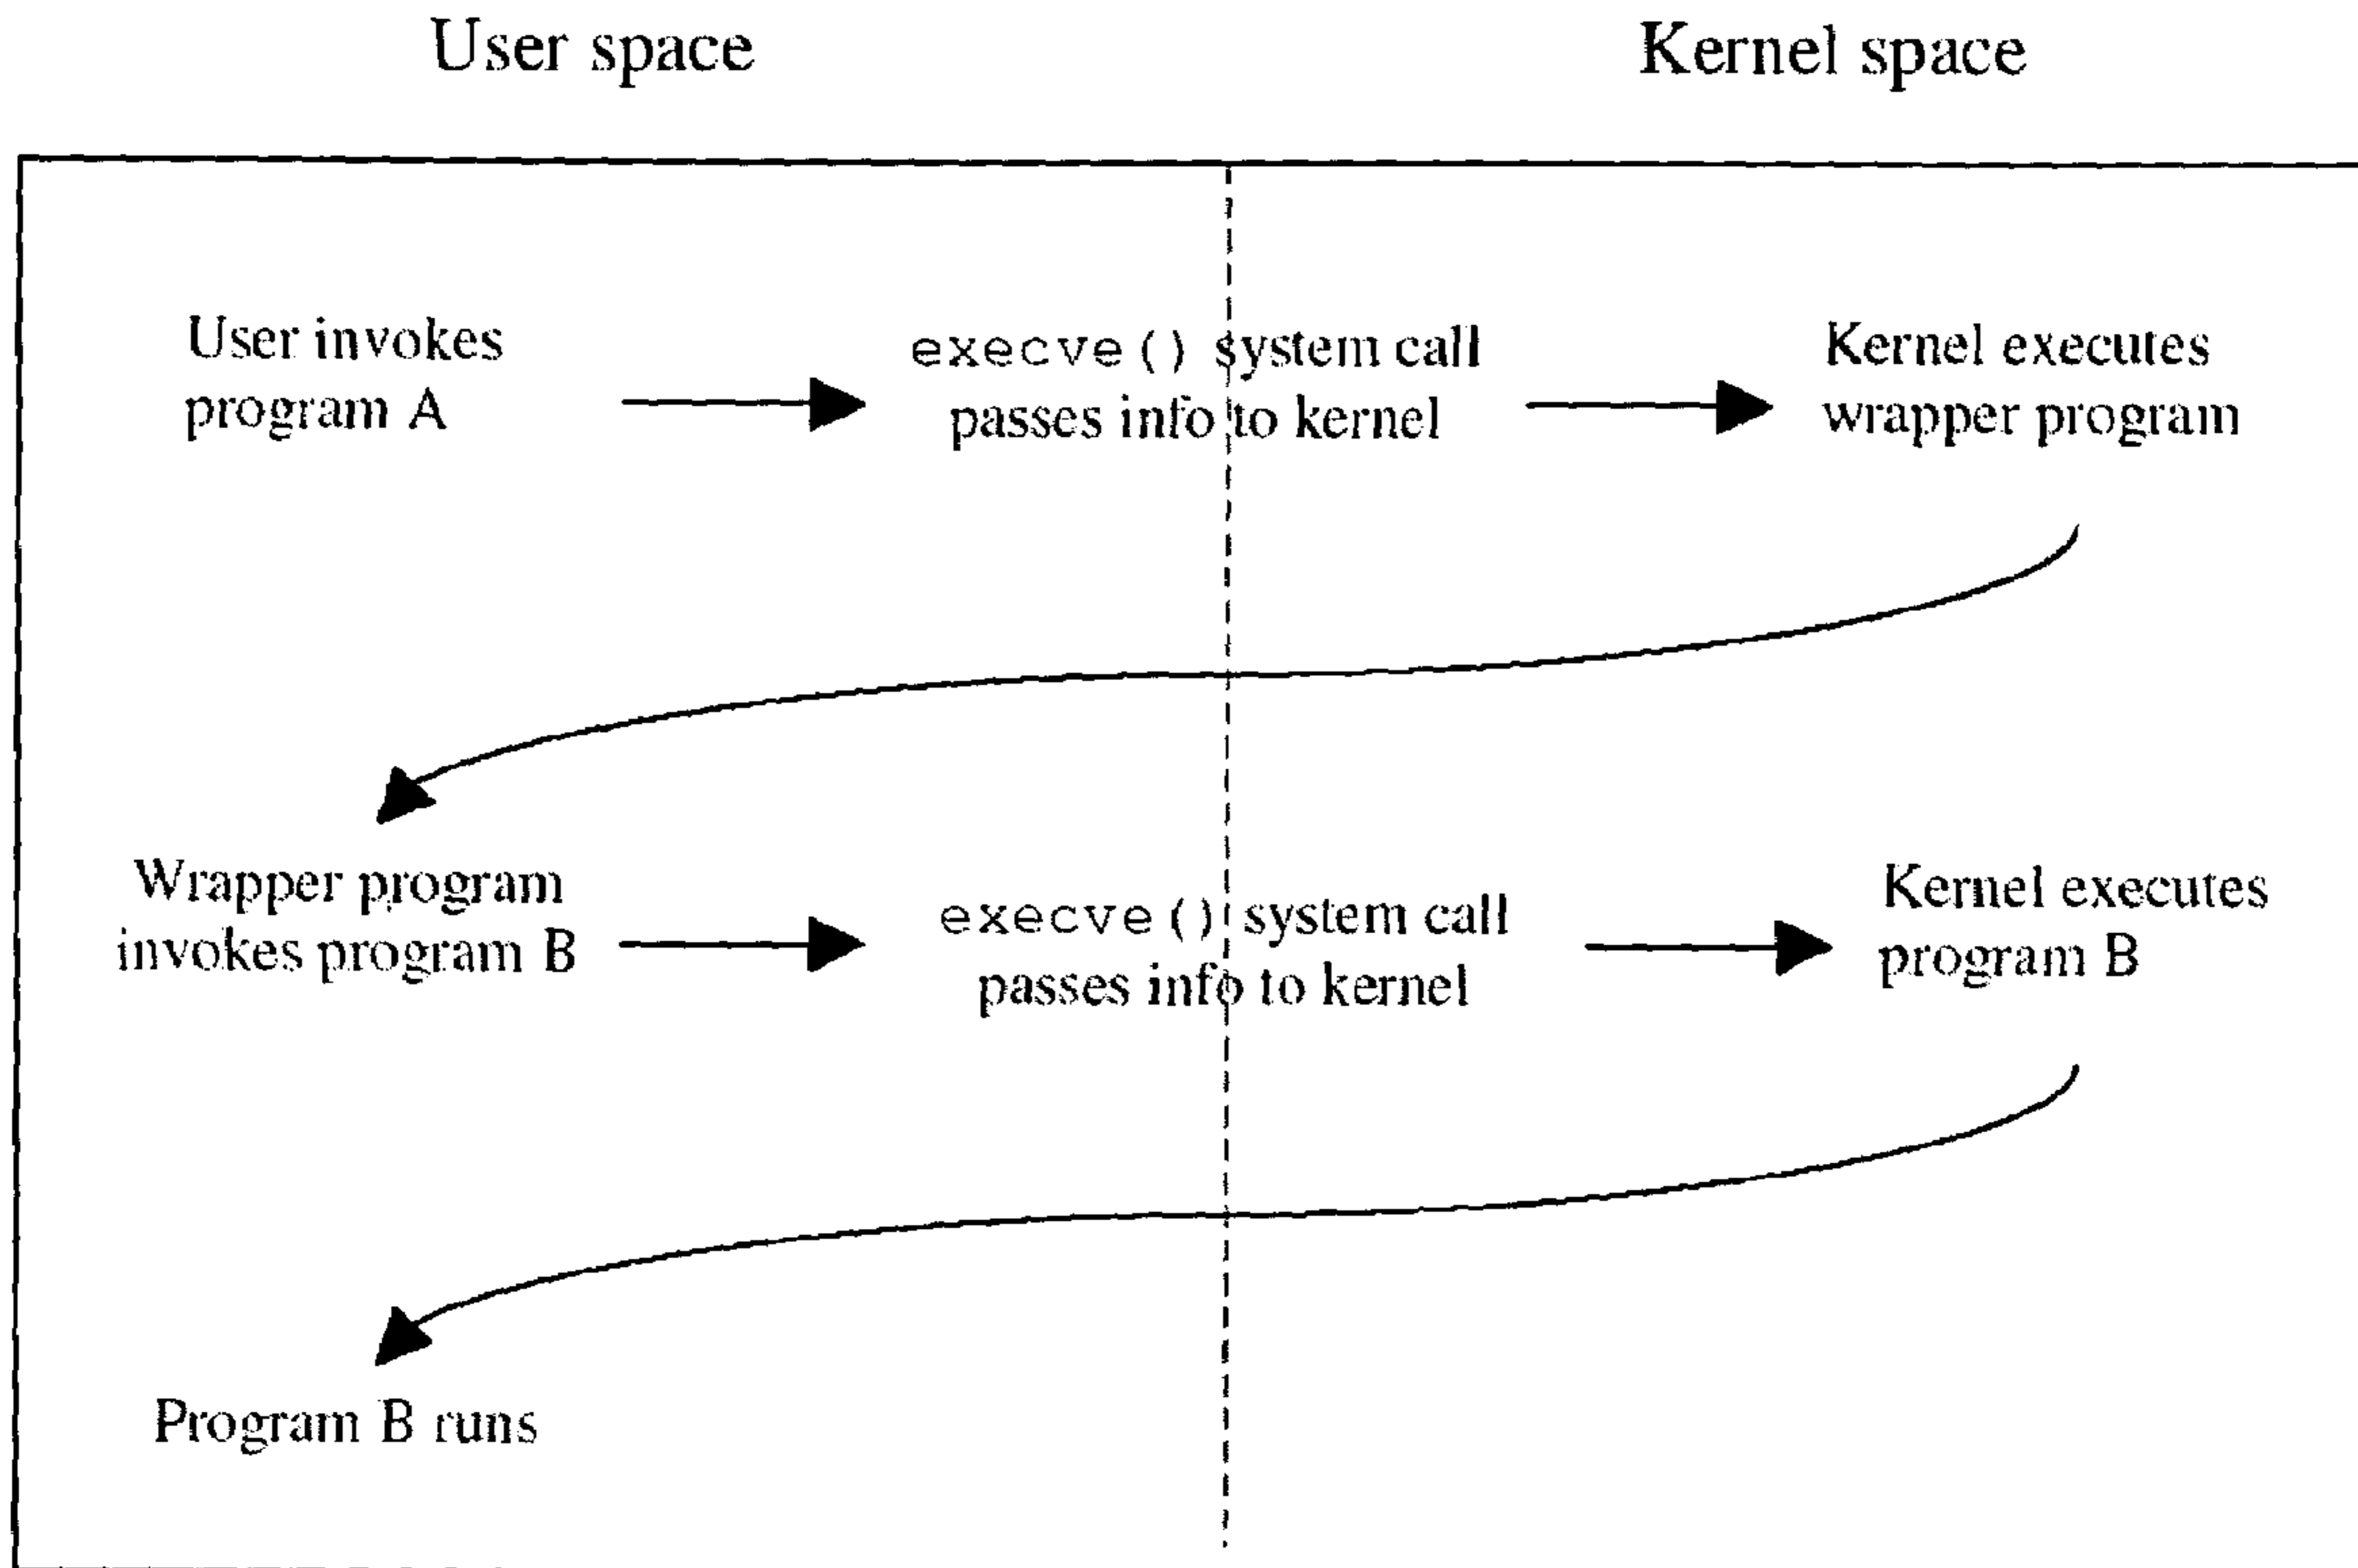 User space
Kernel space
User invokes
program A
execve() system call
passes info to kernel
Kernel executes
wrapper program
Wrapper program
invokes program B
execve() system call
passes info to kernel
Kernel executes
program B
Program B runs